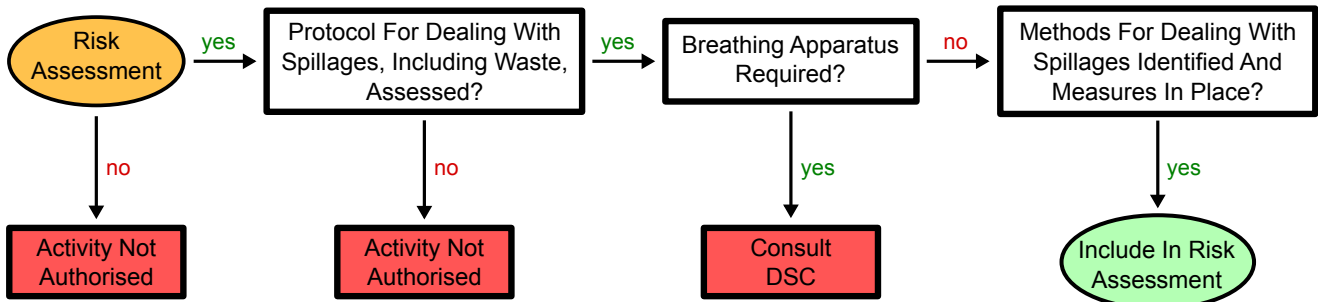 Risk
Assessment
yes
Protocol For Dealing With
Spillages, Including Waste,
Assessed?
yes
Breathing Apparatus
Required?
no
Methods For Dealing With
Spillages Identified And
Measures In Place?
no
no
yes
yes
Activity Not
Authorised
Activity Not
Authorised
Consult
DSC
Include In Risk
Assessment